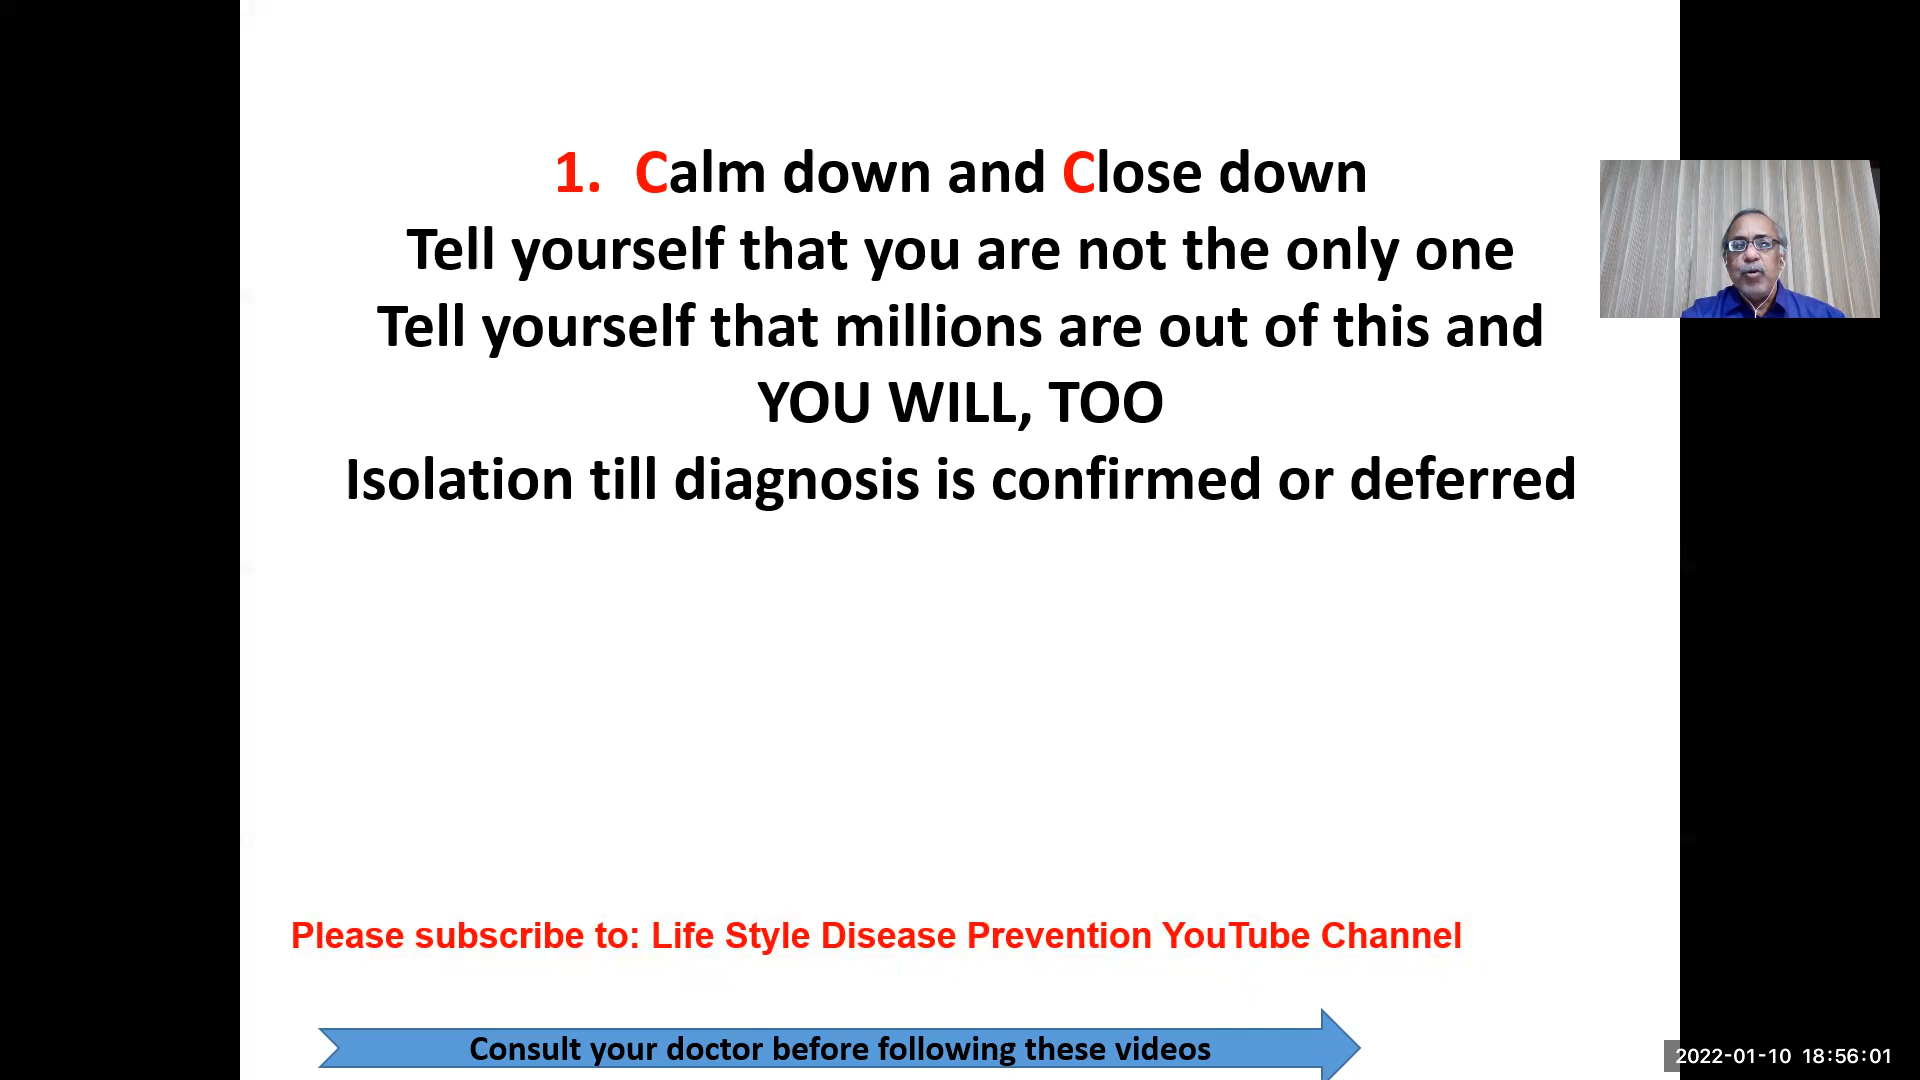 1. Calm down and Close down
Tell yourself that you are not the only one
Tell yourself that millions are out of this and
YOU WILL, TOO
Isolation till diagnosis is confirmed or deferred
Please subscribe to: Life Style Disease Prevention YouTube Channel
Consult your doctor before following these videos
2022-01-10 18:56:01